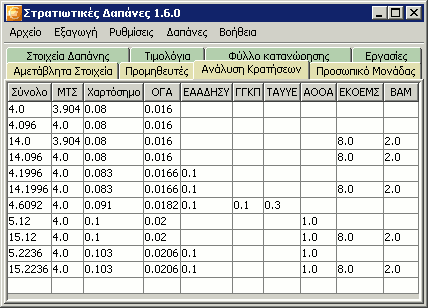 Στρατιωτικές Δαπάνες 1.6.0
Αρχείο Εξαγωγή Ρυθμίσεις Δαπάνες Βοήθεια
Στοιχεία Δαπάνης Τιμολόγια Φύλλο καταχώρησης Εργασίες
Αμετάβλητα Στοιχεία Προμηθευτές Ανάλυση Κρατήσεων Προσωπικό Μονάδας
Σύνολο ΜΤΣ Χαρτόσημο ΟΓΑ ΕΑΑΔΗΣΥ ΓΓΚΠ ΤΑΥΥΕ ΑΟΟΑ ΕΚΟΕΜΣ ΒΑΜ
4.0 3.904 0.08 0.016
4.096 4.0 0.08 0.016
14.0 3.904 0.08 0.016 8.0 2.0
14.096 4.0 0.08 0.016 8.0 2.0
4.1996 4.0 0.083 0.0166 0.1
14.1996 4.0 0.083 0.0166 0.1 8.0 2.0
4.6092 4.0 0.091 0.0182 0.1 0.1 0.3
5.12 4.0 0.1 0.02 1.0
15.12 4.0 0.1 0.02 1.0 8.0 2.0
5.2236 4.0 0.103 0.0206 0.1 1.0
15.2236 4.0 0.103 0.0206 0.1 1.0 8.0 2.0